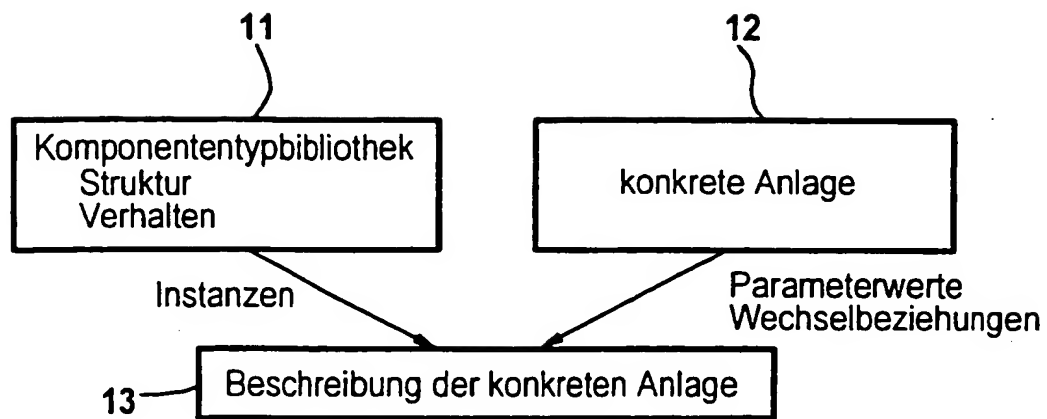 11
12
Komponententypbibliothek
Struktur
Verhalten
konkrete Anlage
Instanzen
Parameterwerte
Wechselbeziehungen
13
Beschreibung der konkreten Anlage